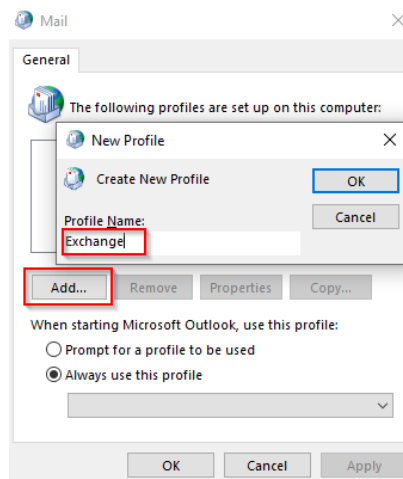 Mail
General
The following profiles are set up on this computer:
New Profile
Create New Profile
OK
Profile Name:
Cancel
Exchange
Add...
Remove
Properties
Copy...
When starting Microsoft Outlook, use this profile:
Prompt for a profile to be used
Always use this profile
OK
Cancel
Apply